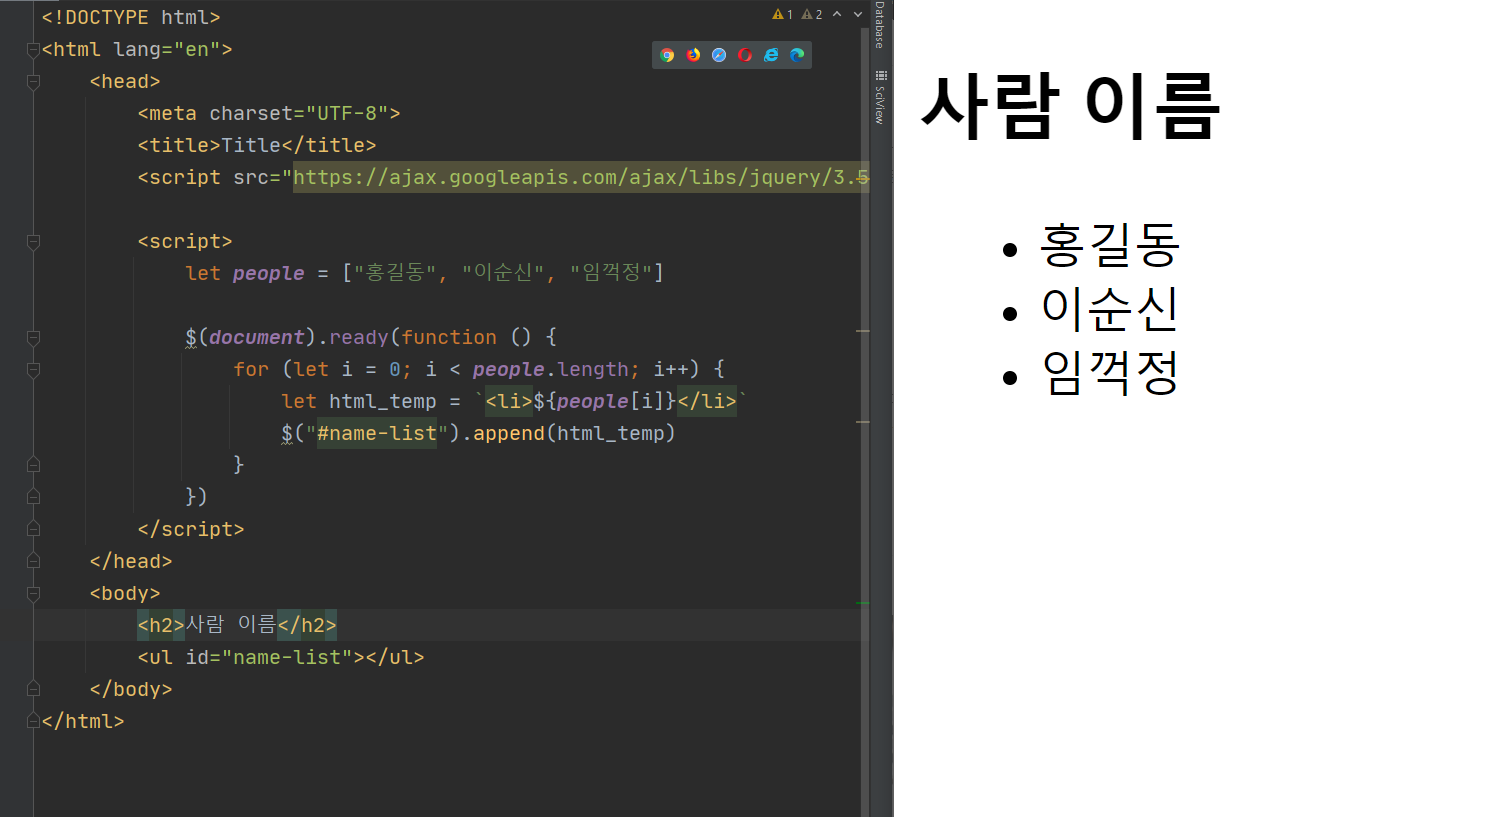 <!DOCTYPE html>
<html lang="en">
    <head>
        <meta charset="UTF-8">
        <title>Title</title>
        <script src="https://ajax.googleapis.com/ajax/libs/jquery/3.5
        <script>
            let people = ["홍길동", "이순신", "임꺽정"]
            $(document).ready(function () {
                for (let i = 0; i < people.length; i++) {
                    let html_temp = `<li>${people[i]}</li>`
                    $("#name-list").append(html_temp)
                }
            })
        </script>
    </head>
    <body>
        <h2>사람 이름</h2>
        <ul id="name-list"></ul>
    </body>
</html>
1 2
Database
SciView
사람 이름
홍길동
이순신
임꺽정